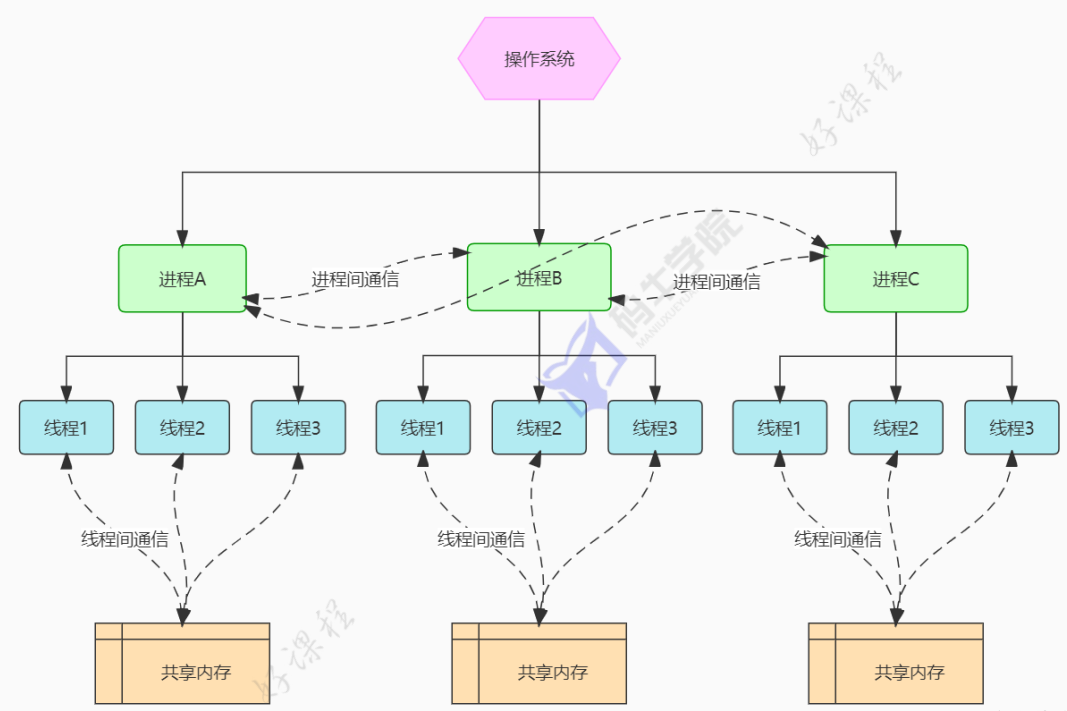 操作系统
好课程
进程A
进程间通信
进程B
进程间通信
进程C
码士学院
线程1
线程2
线程3
线程1
线程2
线程3
线程1
线程2
线程3
线程间通信
线程间通信
线程间通信
好课程
共享内存
共享内存
共享内存